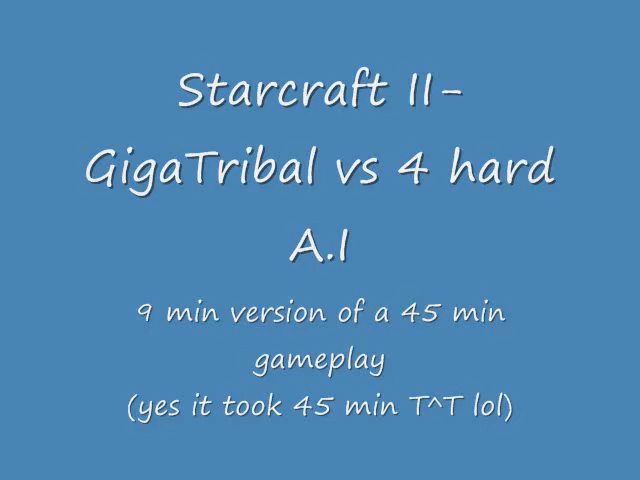 Starcraft II-
GigaTribal vs 4 hard
A.I
9 min version of a 45 min
gameplay
(yes it took 45 min T^T lol)